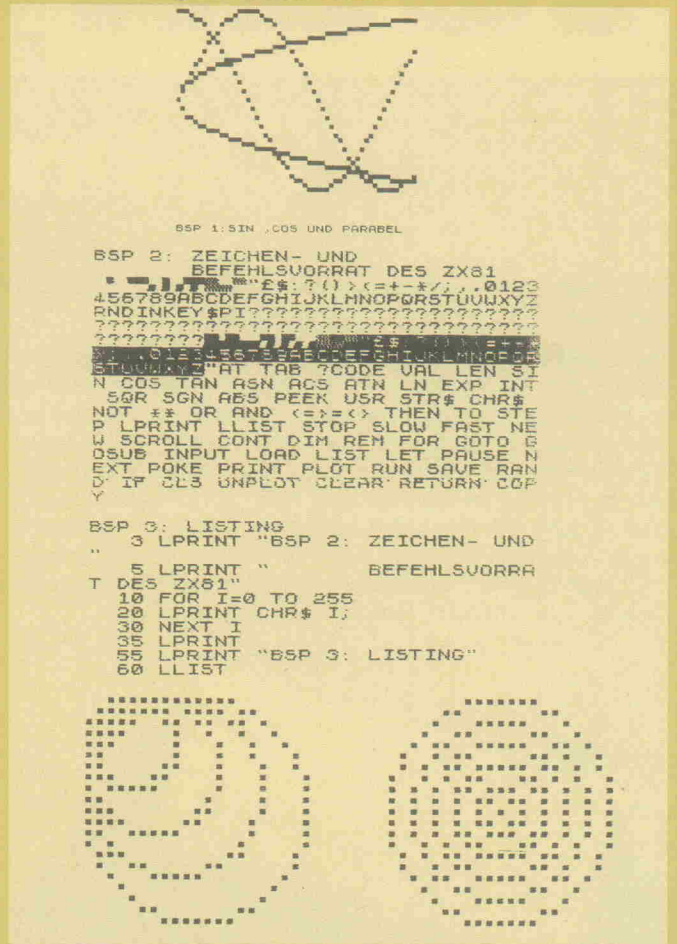 BSP 1:SIN ,COS UND PARABEL
BSP 2: ZEICHEN- UND
BEFEHLSVORRAT DES ZX81
"£$:?()><=+-*/;,.0123
456789ABCDEFGHIJKLMNOPQRSTUVWXYZ
RNDINKEY$PI?????????????????????
????????????????????????????????
????????"£$:?()><=+-*
/;,.0123456789ABCDEFGHIJKLMNOPQR
STUVWXYZ"AT TAB ?CODE VAL LEN SI
N COS TAN ASN ACS ATN LN EXP INT
SQR SGN ABS PEEK USR STR$ CHR$
NOT ** OR AND <=>=<> THEN TO STE
P LPRINT LLIST STOP SLOW FAST NE
W SCROLL CONT DIM REM FOR GOTO G
OSUB INPUT LOAD LIST LET PAUSE N
EXT POKE PRINT PLOT RUN SAVE RAN
D IF CLS UNPLOT CLEAR RETURN COP
Y
BSP 3: LISTING
3 LPRINT "BSP 2: ZEICHEN- UND
"
5 LPRINT " BEFEHLSVORRA
T DES ZX81"
10 FOR I=0 TO 255
20 LPRINT CHR$ I;
30 NEXT I
35 LPRINT
55 LPRINT "BSP 3: LISTING"
60 LLIST